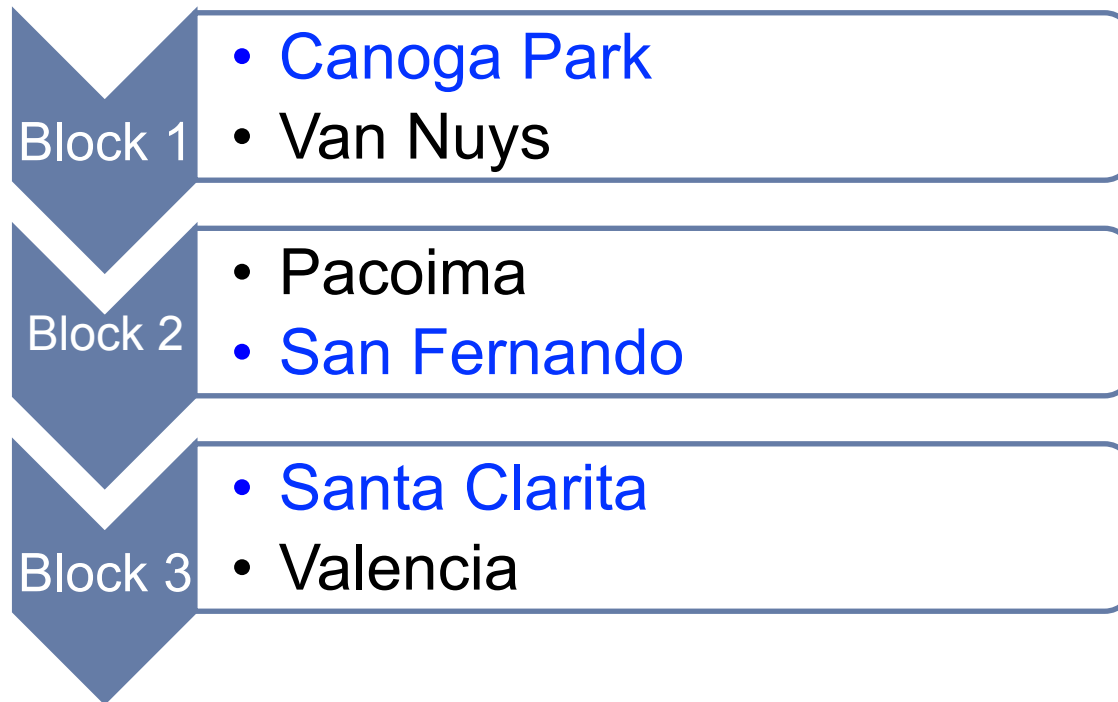 Block 1
• Canoga Park
• Van Nuys
Block 2
• Pacoima
• San Fernando
Block 3
• Santa Clarita
• Valencia